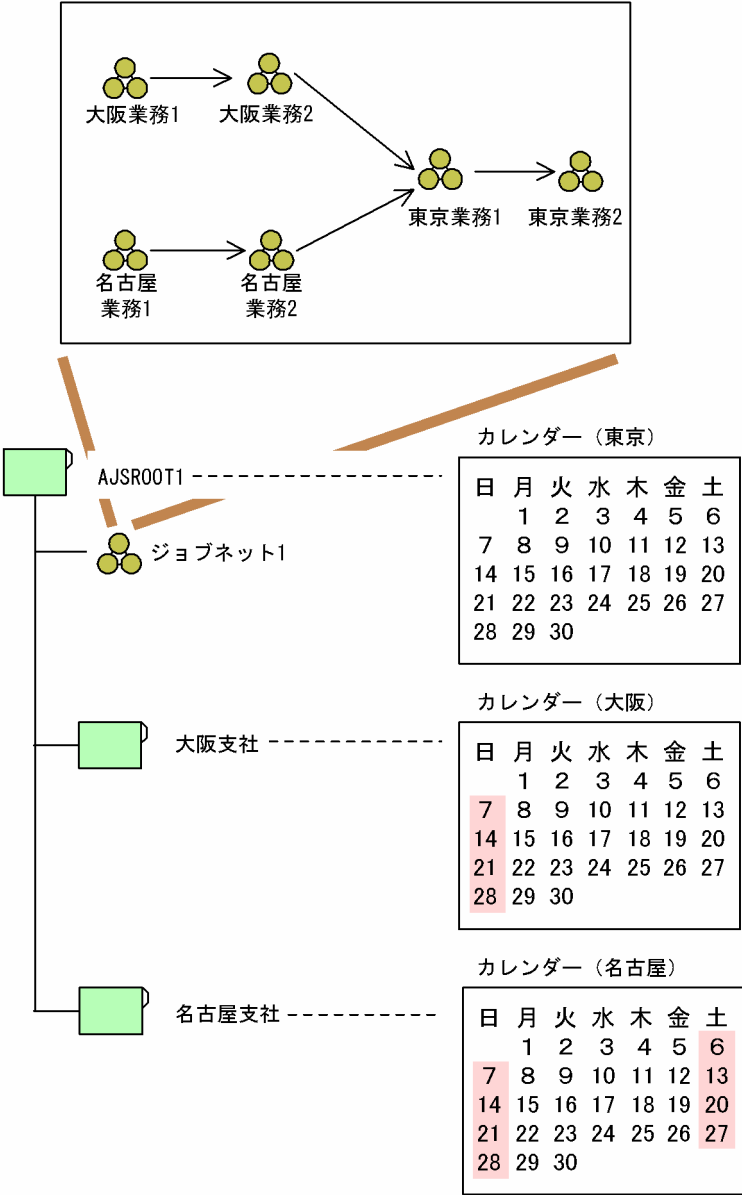 大阪業務1
大阪業務2
東京業務1
東京業務2
名古屋
業務1
名古屋
業務2
AJSROOT1
ジョブネット1
カレンダー（東京）
日 月 火 水 木 金 土
1 2 3 4 5 6
7 8 9 10 11 12 13
14 15 16 17 18 19 20
21 22 23 24 25 26 27
28 29 30
大阪支社
カレンダー（大阪）
日 月 火 水 木 金 土
1 2 3 4 5 6
7 8 9 10 11 12 13
14 15 16 17 18 19 20
21 22 23 24 25 26 27
28 29 30
名古屋支社
カレンダー（名古屋）
日 月 火 水 木 金 土
1 2 3 4 5 6
7 8 9 10 11 12 13
14 15 16 17 18 19 20
21 22 23 24 25 26 27
28 29 30